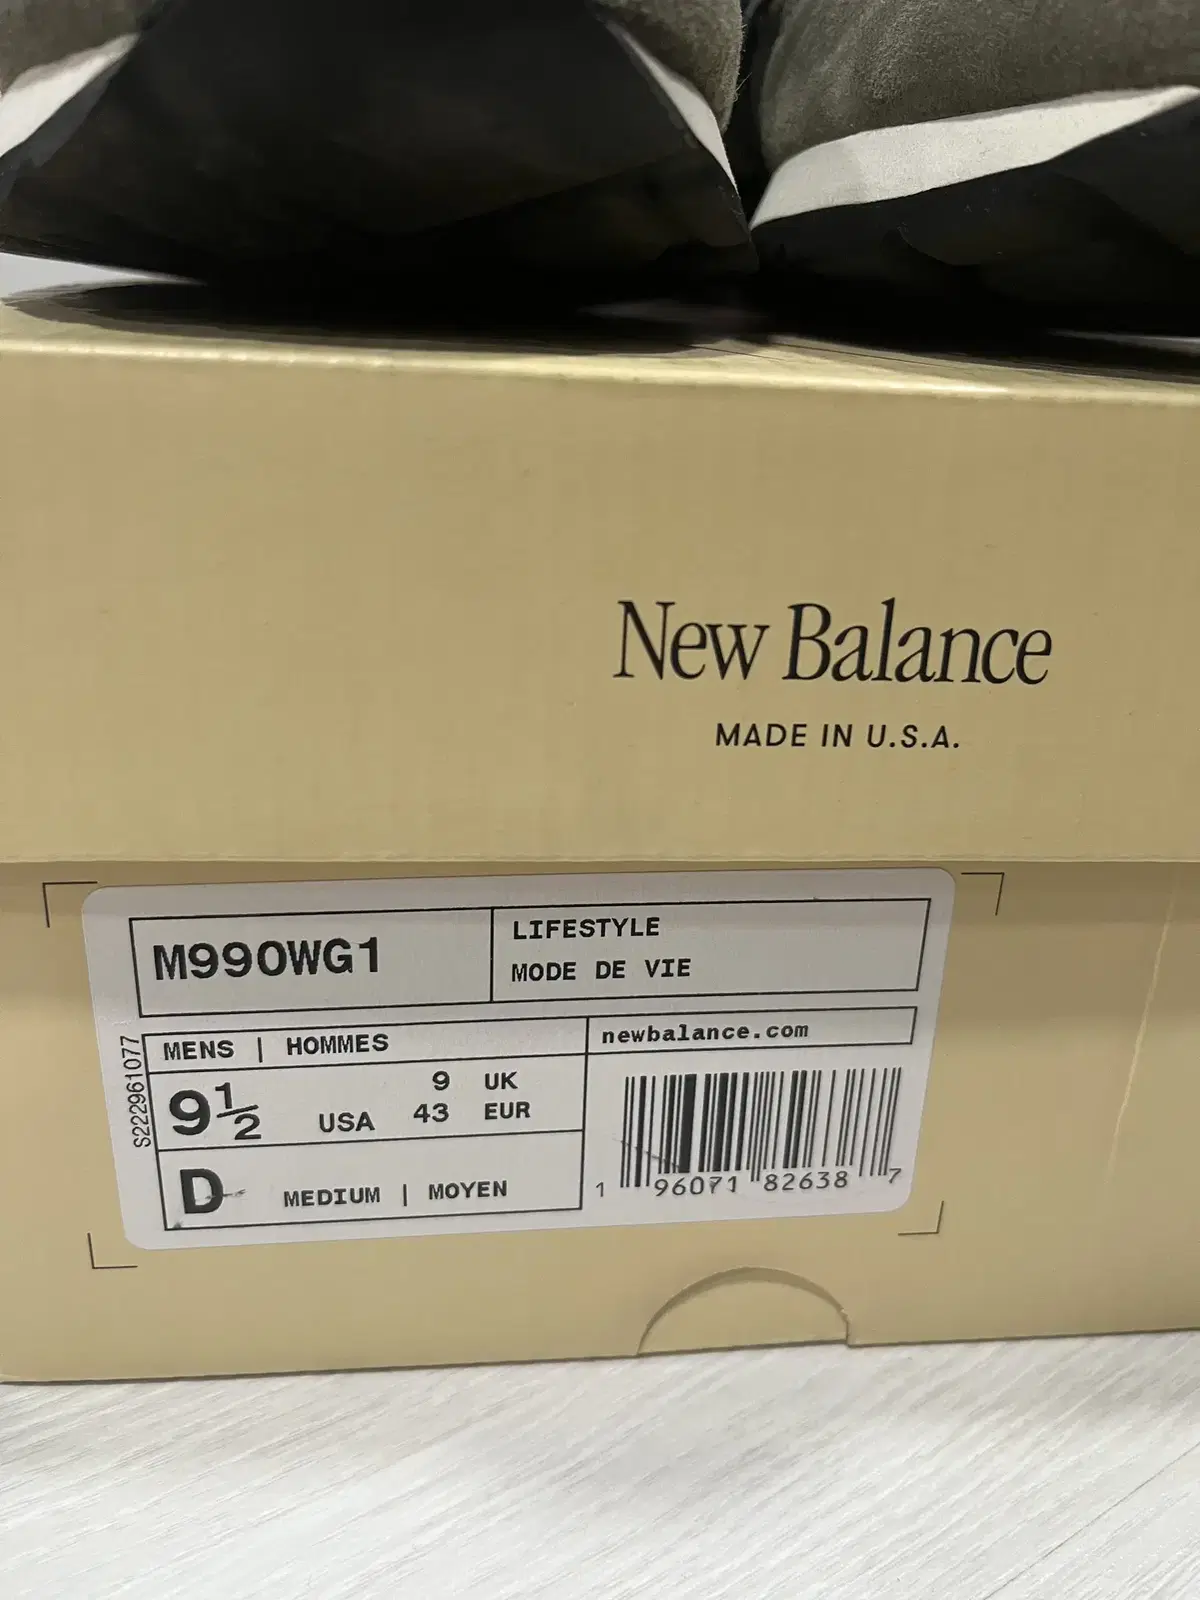 New Balance
MADE IN U.S.A.
M990WG1
LIFESTYLE
MODE DE VIE
S222961077
MENS | HOMMES
newbalance.com
9½ USA
9 UK
43 EUR
D MEDIUM | MOYEN
1 96071 82638 7